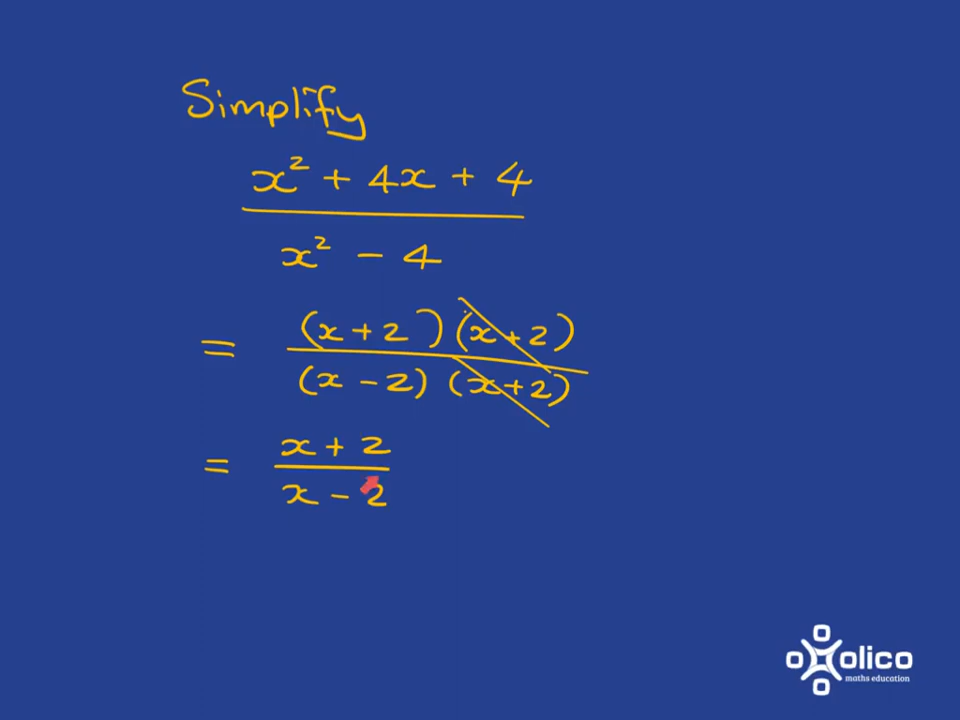 Simplify
x² + 4x + 4
x² - 4
= (x + 2) (x + 2)
(x - 2) (x + 2)
= x + 2
x - 2
olico
maths education